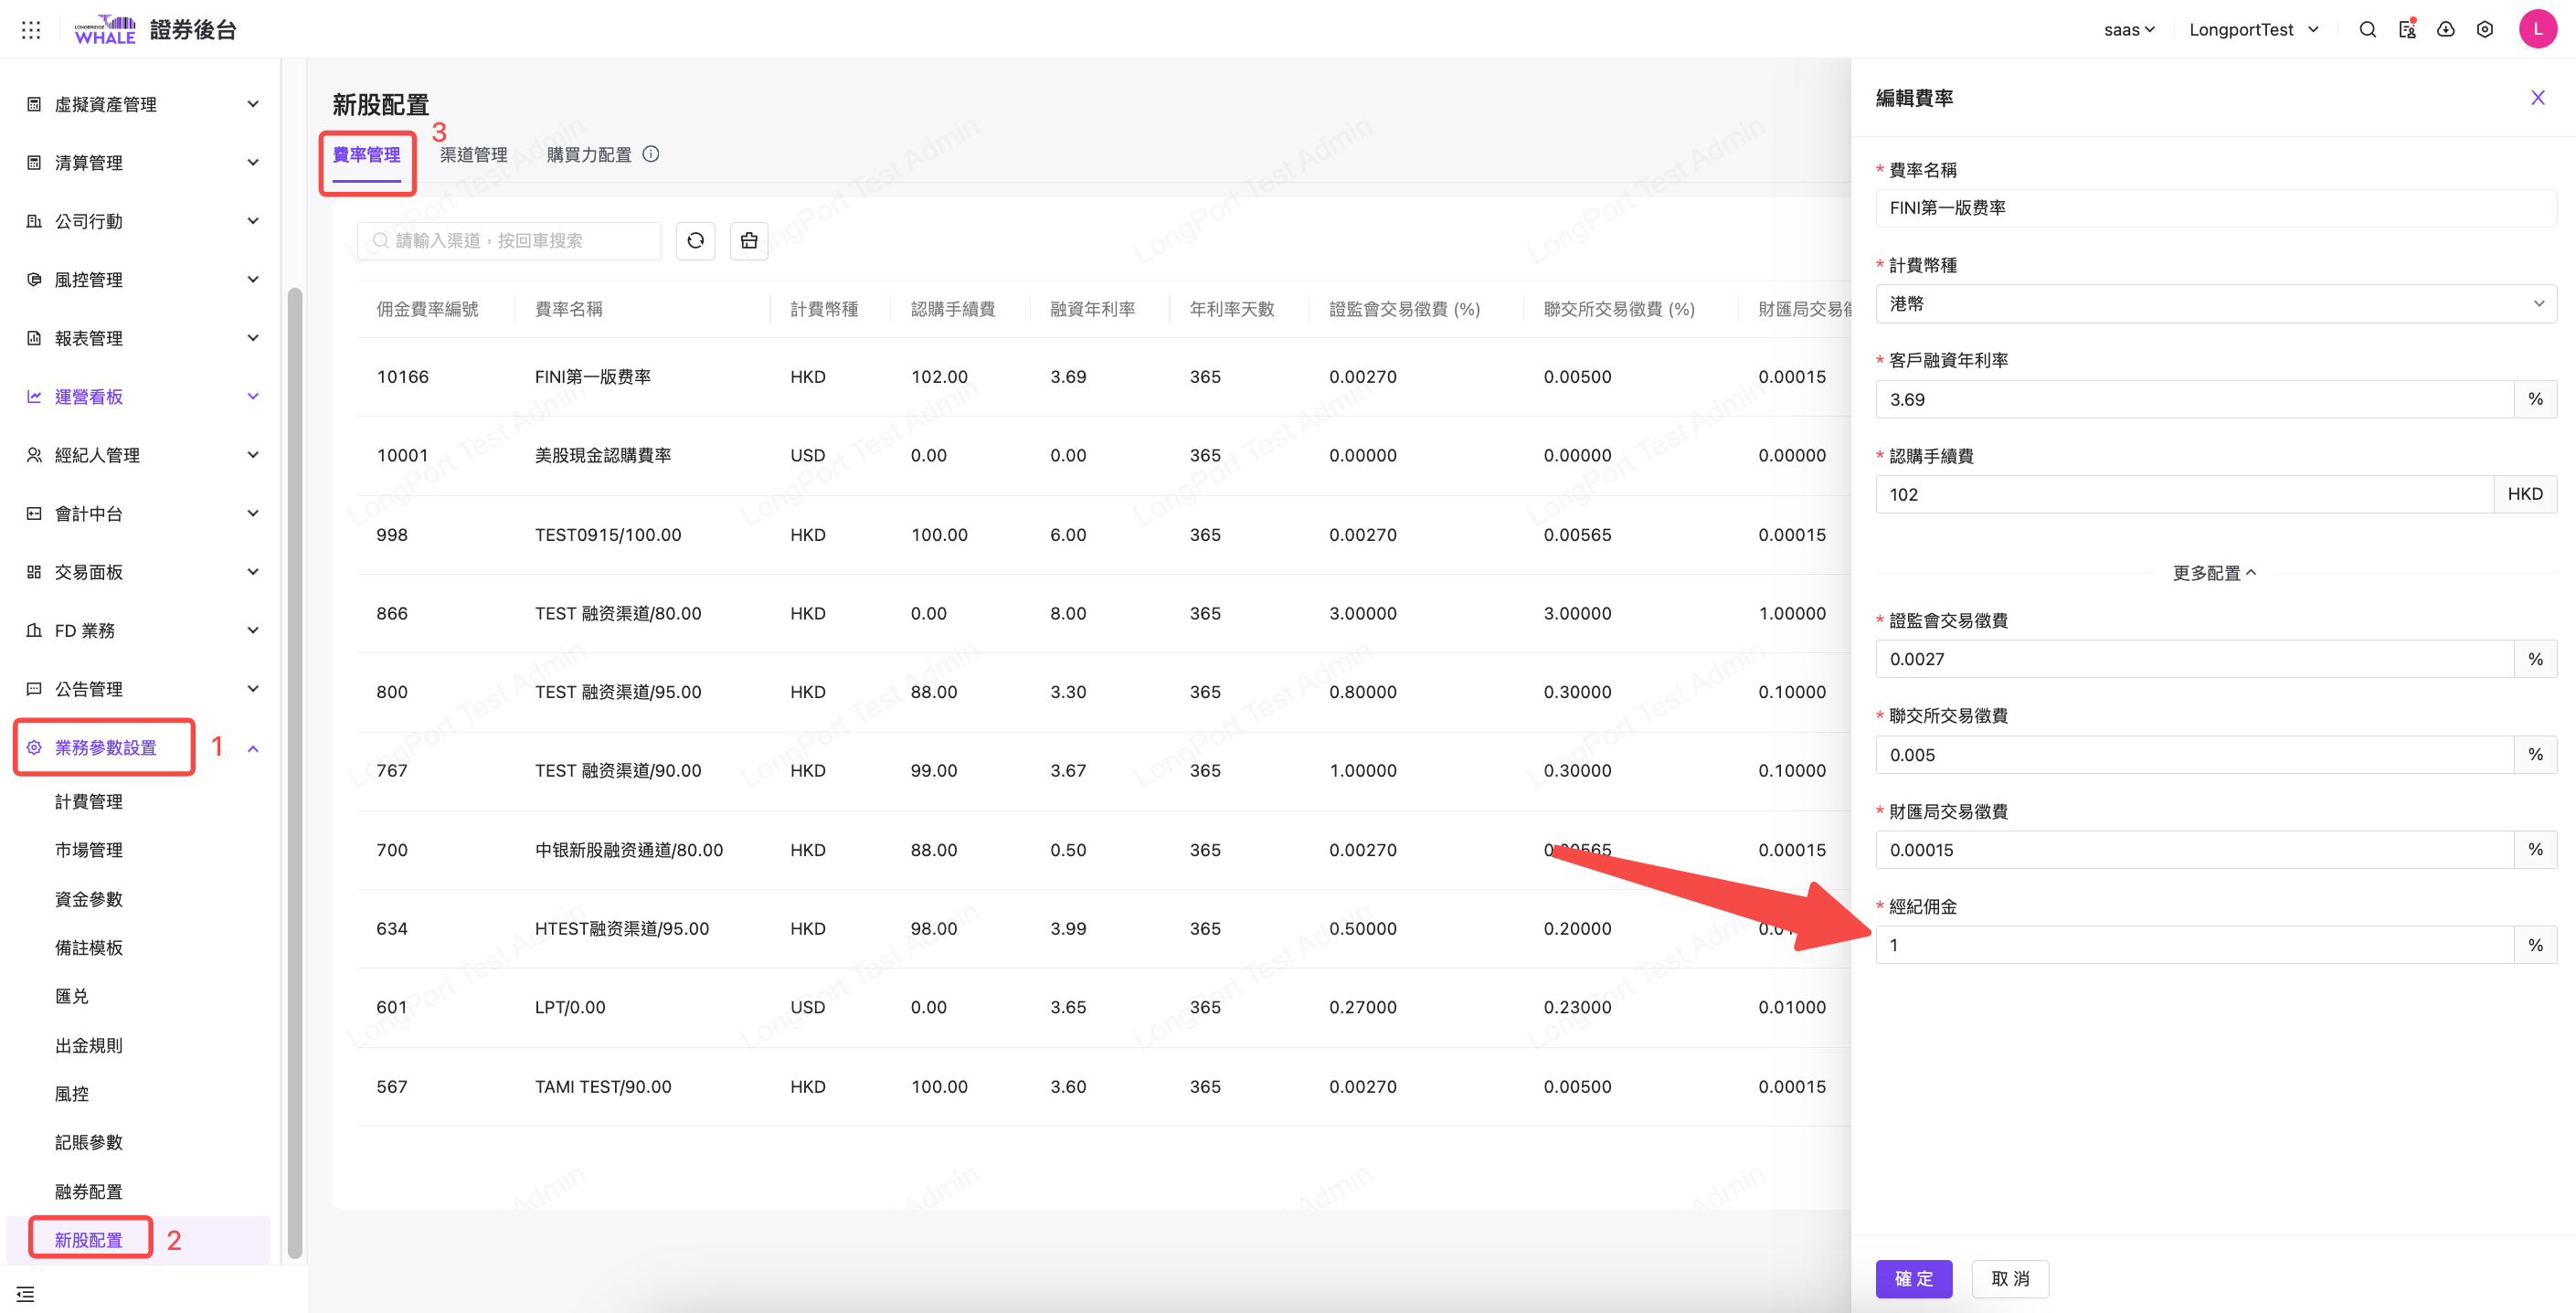 LONGBRIDGE
WHALE
證券後台
saas
LongportTest
L
虛擬資產管理
清算管理
公司行動
風控管理
報表管理
運營看板
經紀人管理
會計中台
交易面板
FD 業務
公告管理
業務參數設置
1
計費管理
市場管理
資金參數
備註模板
匯兌
出金規則
風控
記賬參數
融券配置
新股配置
2
新股配置
3
費率管理
渠道管理
購買力配置
請輸入渠道，按回車搜索
佣金費率編號 費率名稱 計費幣種 認購手續費 融資年利率 年利率天數 證監會交易徵費 (%) 聯交所交易徵費 (%) 財匯局交易徵
10166 FINI第一版费率 HKD 102.00 3.69 365 0.00270 0.00500 0.00015
10001 美股現金認購費率 USD 0.00 0.00 365 0.00000 0.00000 0.00000
998 TEST0915/100.00 HKD 100.00 6.00 365 0.00270 0.00565 0.00015
866 TEST 融资渠道/80.00 HKD 0.00 8.00 365 3.00000 3.00000 1.00000
800 TEST 融资渠道/95.00 HKD 88.00 3.30 365 0.80000 0.30000 0.10000
767 TEST 融资渠道/90.00 HKD 99.00 3.67 365 1.00000 0.30000 0.10000
700 中银新股融资通道/80.00 HKD 88.00 0.50 365 0.00270 0.00565 0.00015
634 HTEST融资渠道/95.00 HKD 98.00 3.99 365 0.50000 0.20000
601 LPT/0.00 USD 0.00 3.65 365 0.27000 0.23000 0.01000
567 TAMI TEST/90.00 HKD 100.00 3.60 365 0.00270 0.00500 0.00015
LongPort Test Admin
編輯費率
* 費率名稱
FINI第一版费率
* 計費幣種
港幣
* 客戶融資年利率
3.69 %
* 認購手續費
102 HKD
更多配置
* 證監會交易徵費
0.0027 %
* 聯交所交易徵費
0.005 %
* 財匯局交易徵費
0.00015 %
* 經紀佣金
1 %
確 定
取 消